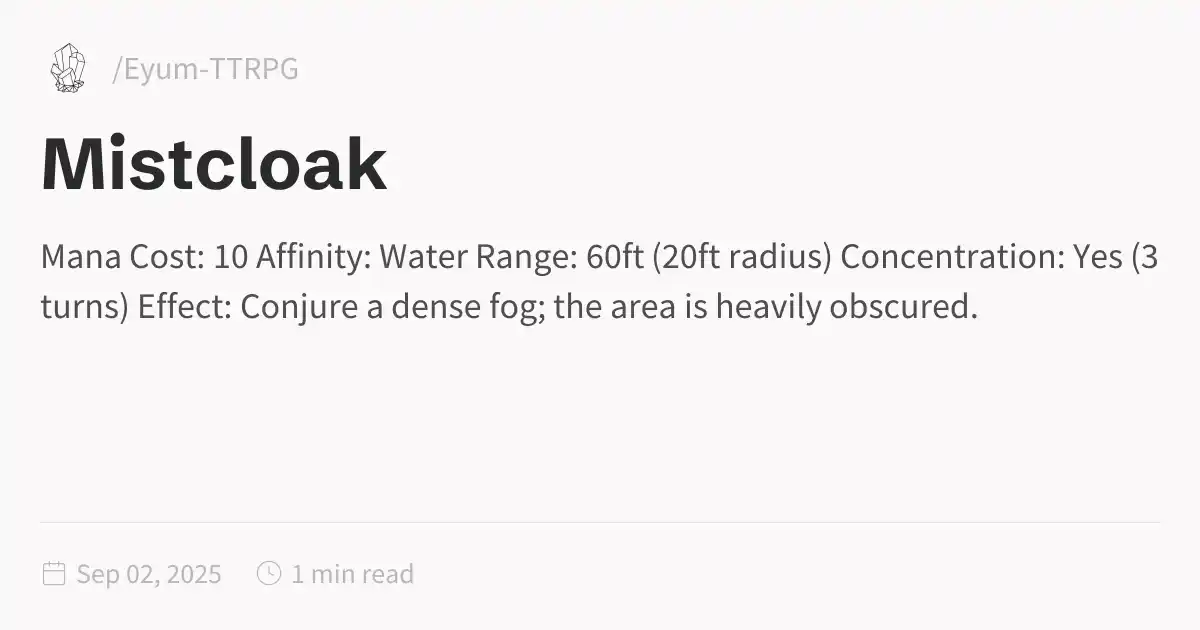 /Eyum-TTRPG
Mistcloak
Mana Cost: 10 Affinity: Water Range: 60ft (20ft radius) Concentration: Yes (3
turns) Effect: Conjure a dense fog; the area is heavily obscured.
Sep 02, 2025 1 min read